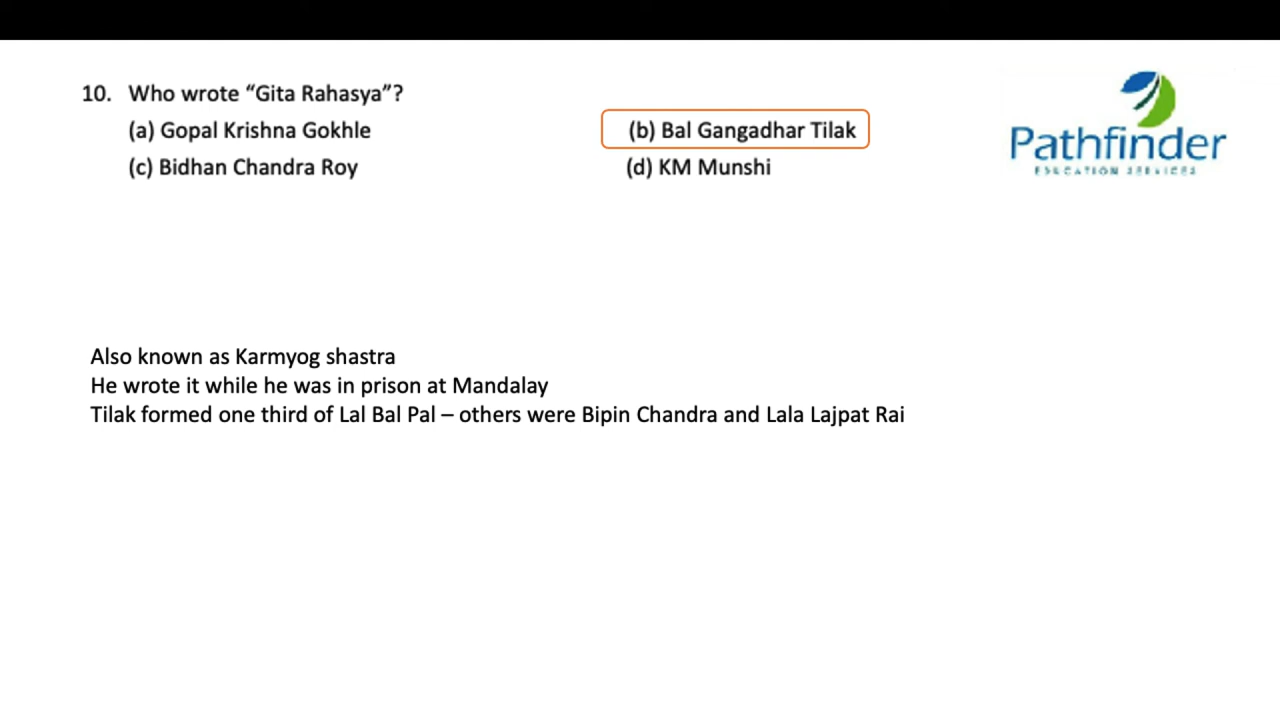 10. Who wrote “Gita Rahasya”?
(a) Gopal Krishna Gokhle (b) Bal Gangadhar Tilak
(c) Bidhan Chandra Roy (d) KM Munshi
Pathfinder
EDUCATION SERVICES
Also known as Karmyog shastra
He wrote it while he was in prison at Mandalay
Tilak formed one third of Lal Bal Pal – others were Bipin Chandra and Lala Lajpat Rai